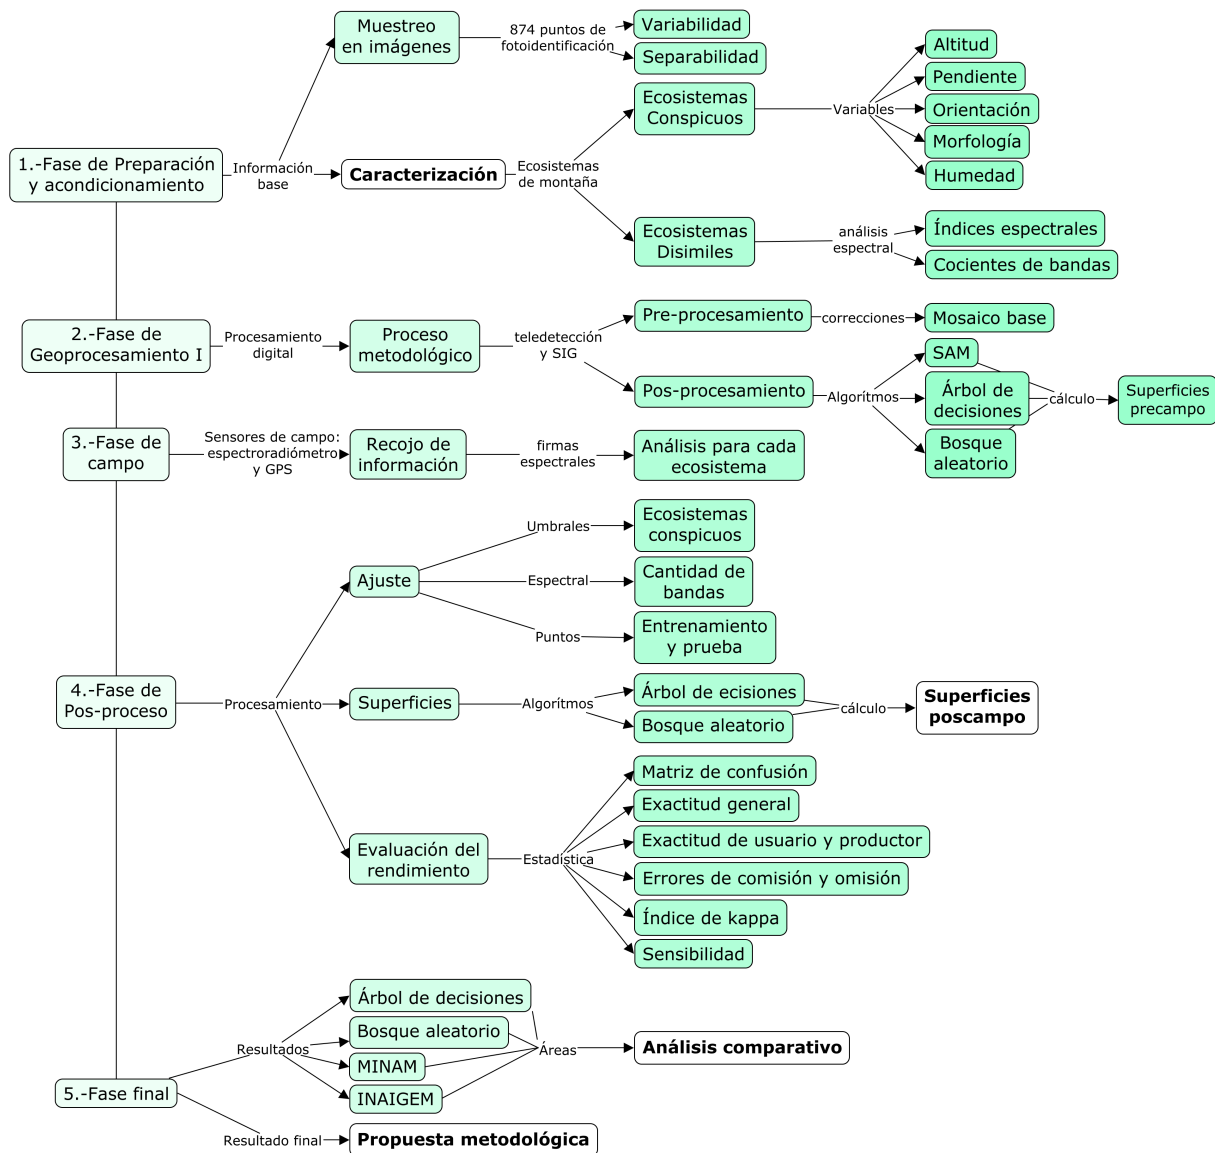 Muestreo
en imágenes
874 puntos de
fotoidentificación
Variabilidad
Separabilidad
1.-Fase de Preparación
y acondicionamiento
Información
base
Caracterización
Ecosistemas
de montaña
Ecosistemas
Conspicuos
Variables
Altitud
Pendiente
Orientación
Morfología
Humedad
Ecosistemas
Disimiles
análisis
espectral
Índices espectrales
Cocientes de bandas
2.-Fase de
Geoprocesamiento I
Procesamiento
digital
Proceso
metodológico
teledetección
y SIG
Pre-procesamiento
correcciones
Mosaico base
Pos-procesamiento
Algorítmos
SAM
Árbol de
decisiones
Bosque
aleatorio
cálculo
Superficies
precampo
3.-Fase de
campo
Sensores de campo:
espectroradiómetro
y GPS
Recojo de
información
firmas
espectrales
Análisis para cada
ecosistema
4.-Fase de
Pos-proceso
Procesamiento
Ajuste
Umbrales
Ecosistemas
conspicuos
Espectral
Cantidad de
bandas
Puntos
Entrenamiento
y prueba
Superficies
Algorítmos
Árbol de ecisiones
Bosque aleatorio
cálculo
Superficies
poscampo
Evaluación del
rendimiento
Estadística
Matriz de confusión
Exactitud general
Exactitud de usuario y productor
Errores de comisión y omisión
Índice de kappa
Sensibilidad
5.-Fase final
Resultados
Árbol de decisiones
Bosque aleatorio
MINAM
INAIGEM
Áreas
Análisis comparativo
Resultado final
Propuesta metodológica